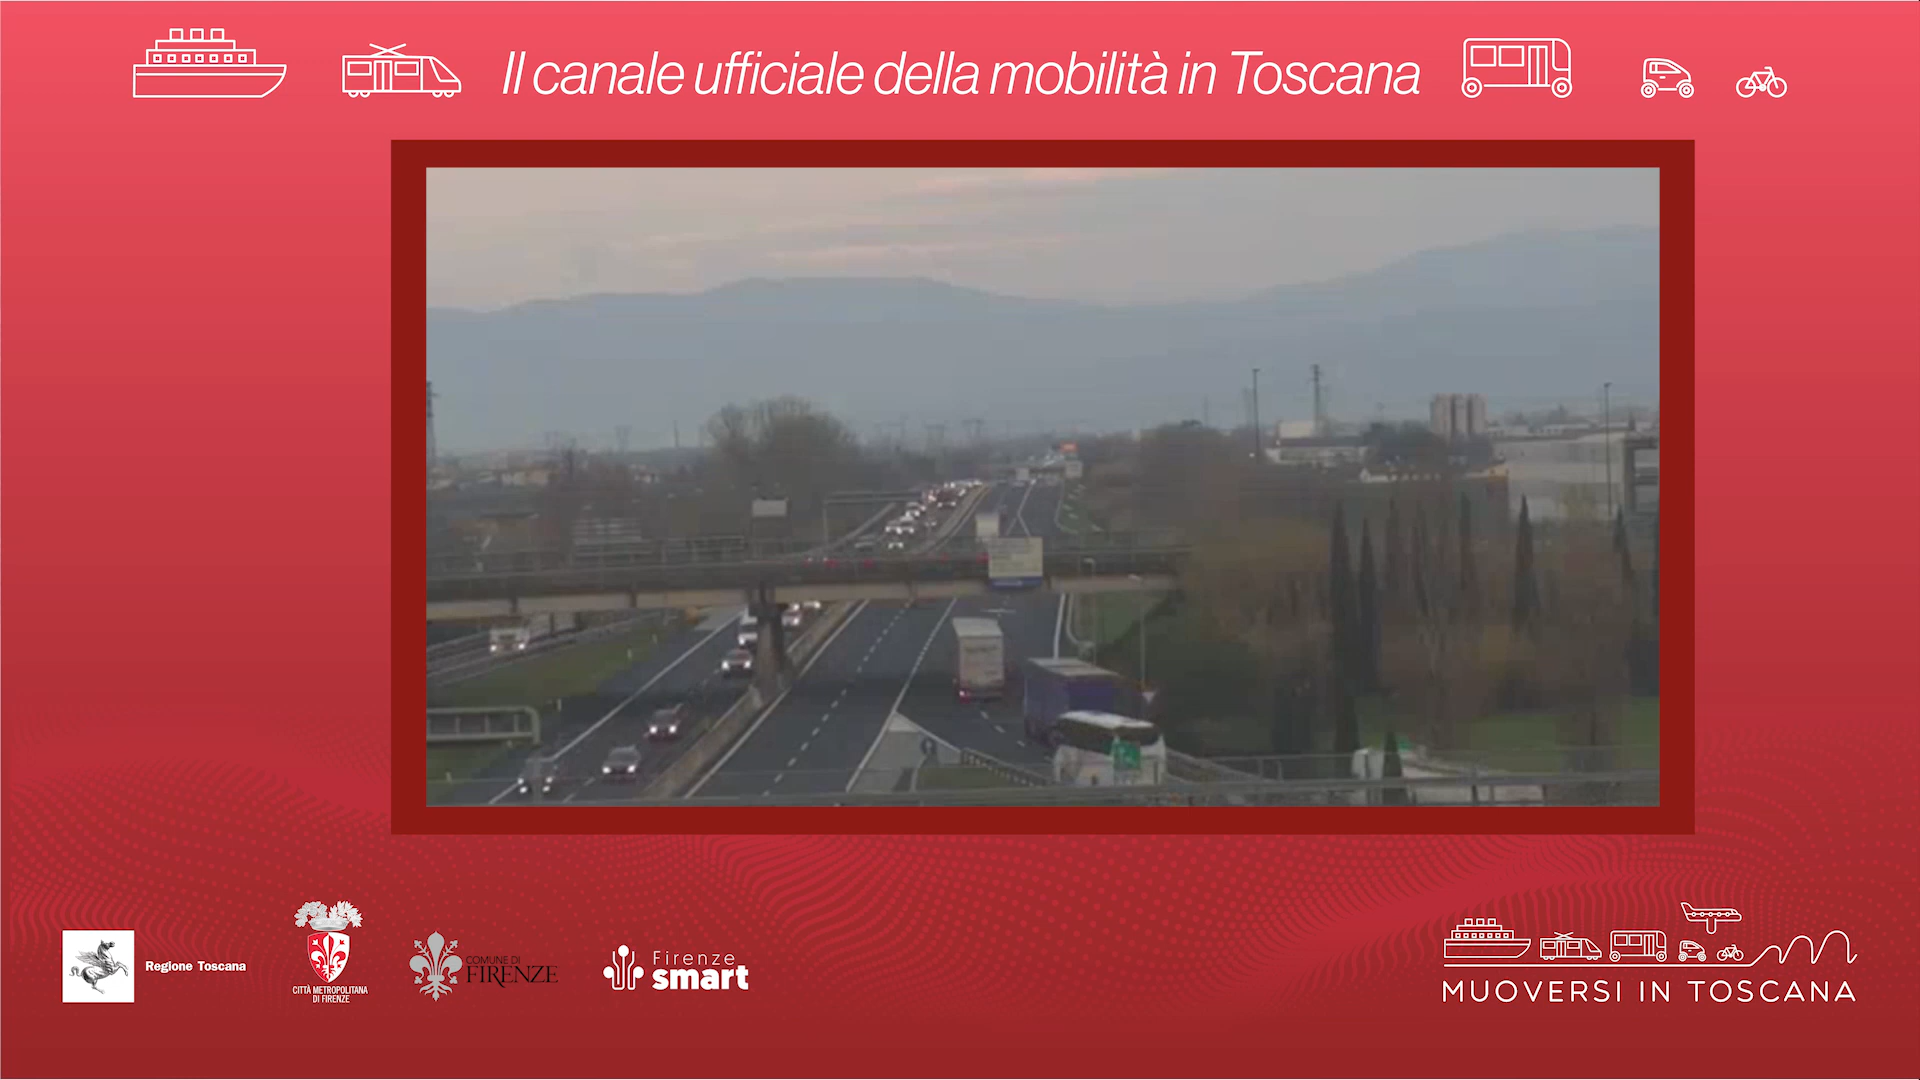 Il canale ufficiale della mobilità in Toscana
Regione Toscana
CITTÀ METROPOLITANA
DI FIRENZE
COMUNE DI
FIRENZE
Firenze
smart
MUOVERSI IN TOSCANA